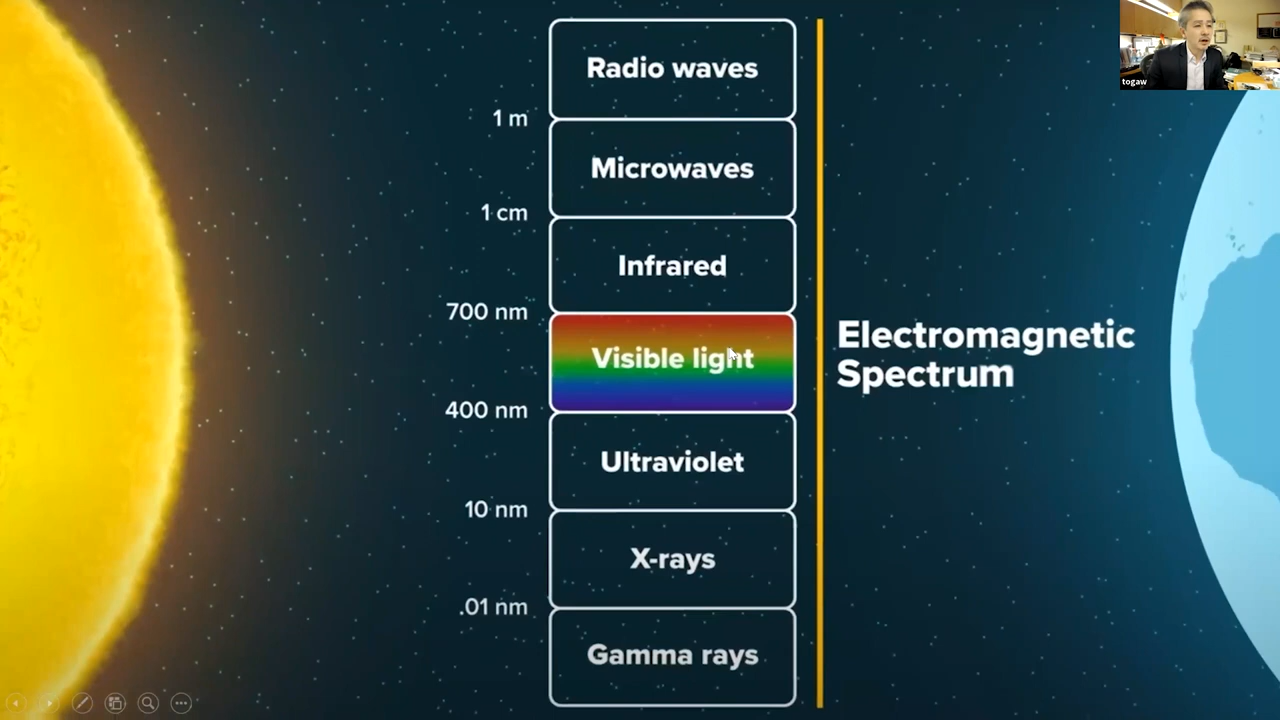 Radio waves
1 m
Microwaves
1 cm
Infrared
700 nm
Visible light
400 nm
Ultraviolet
10 nm
X-rays
.01 nm
Gamma rays
Electromagnetic
Spectrum
togaw